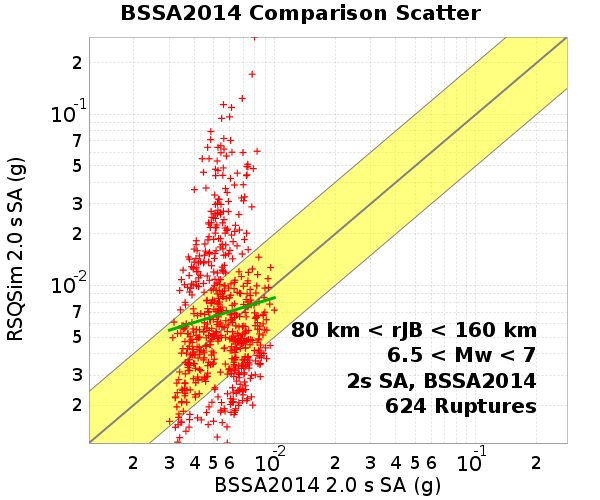 BSSA2014 Comparison Scatter
RSQSim 2.0 s SA (g)
2
10-1
7
5
3
2
10-2
7
5
3
2
80 km < rJB < 160 km
6.5 < Mw < 7
2s SA, BSSA2014
624 Ruptures
2 3 4 5 6 10-2 2 3 4 5 6 10-1 2
BSSA2014 2.0 s SA (g)